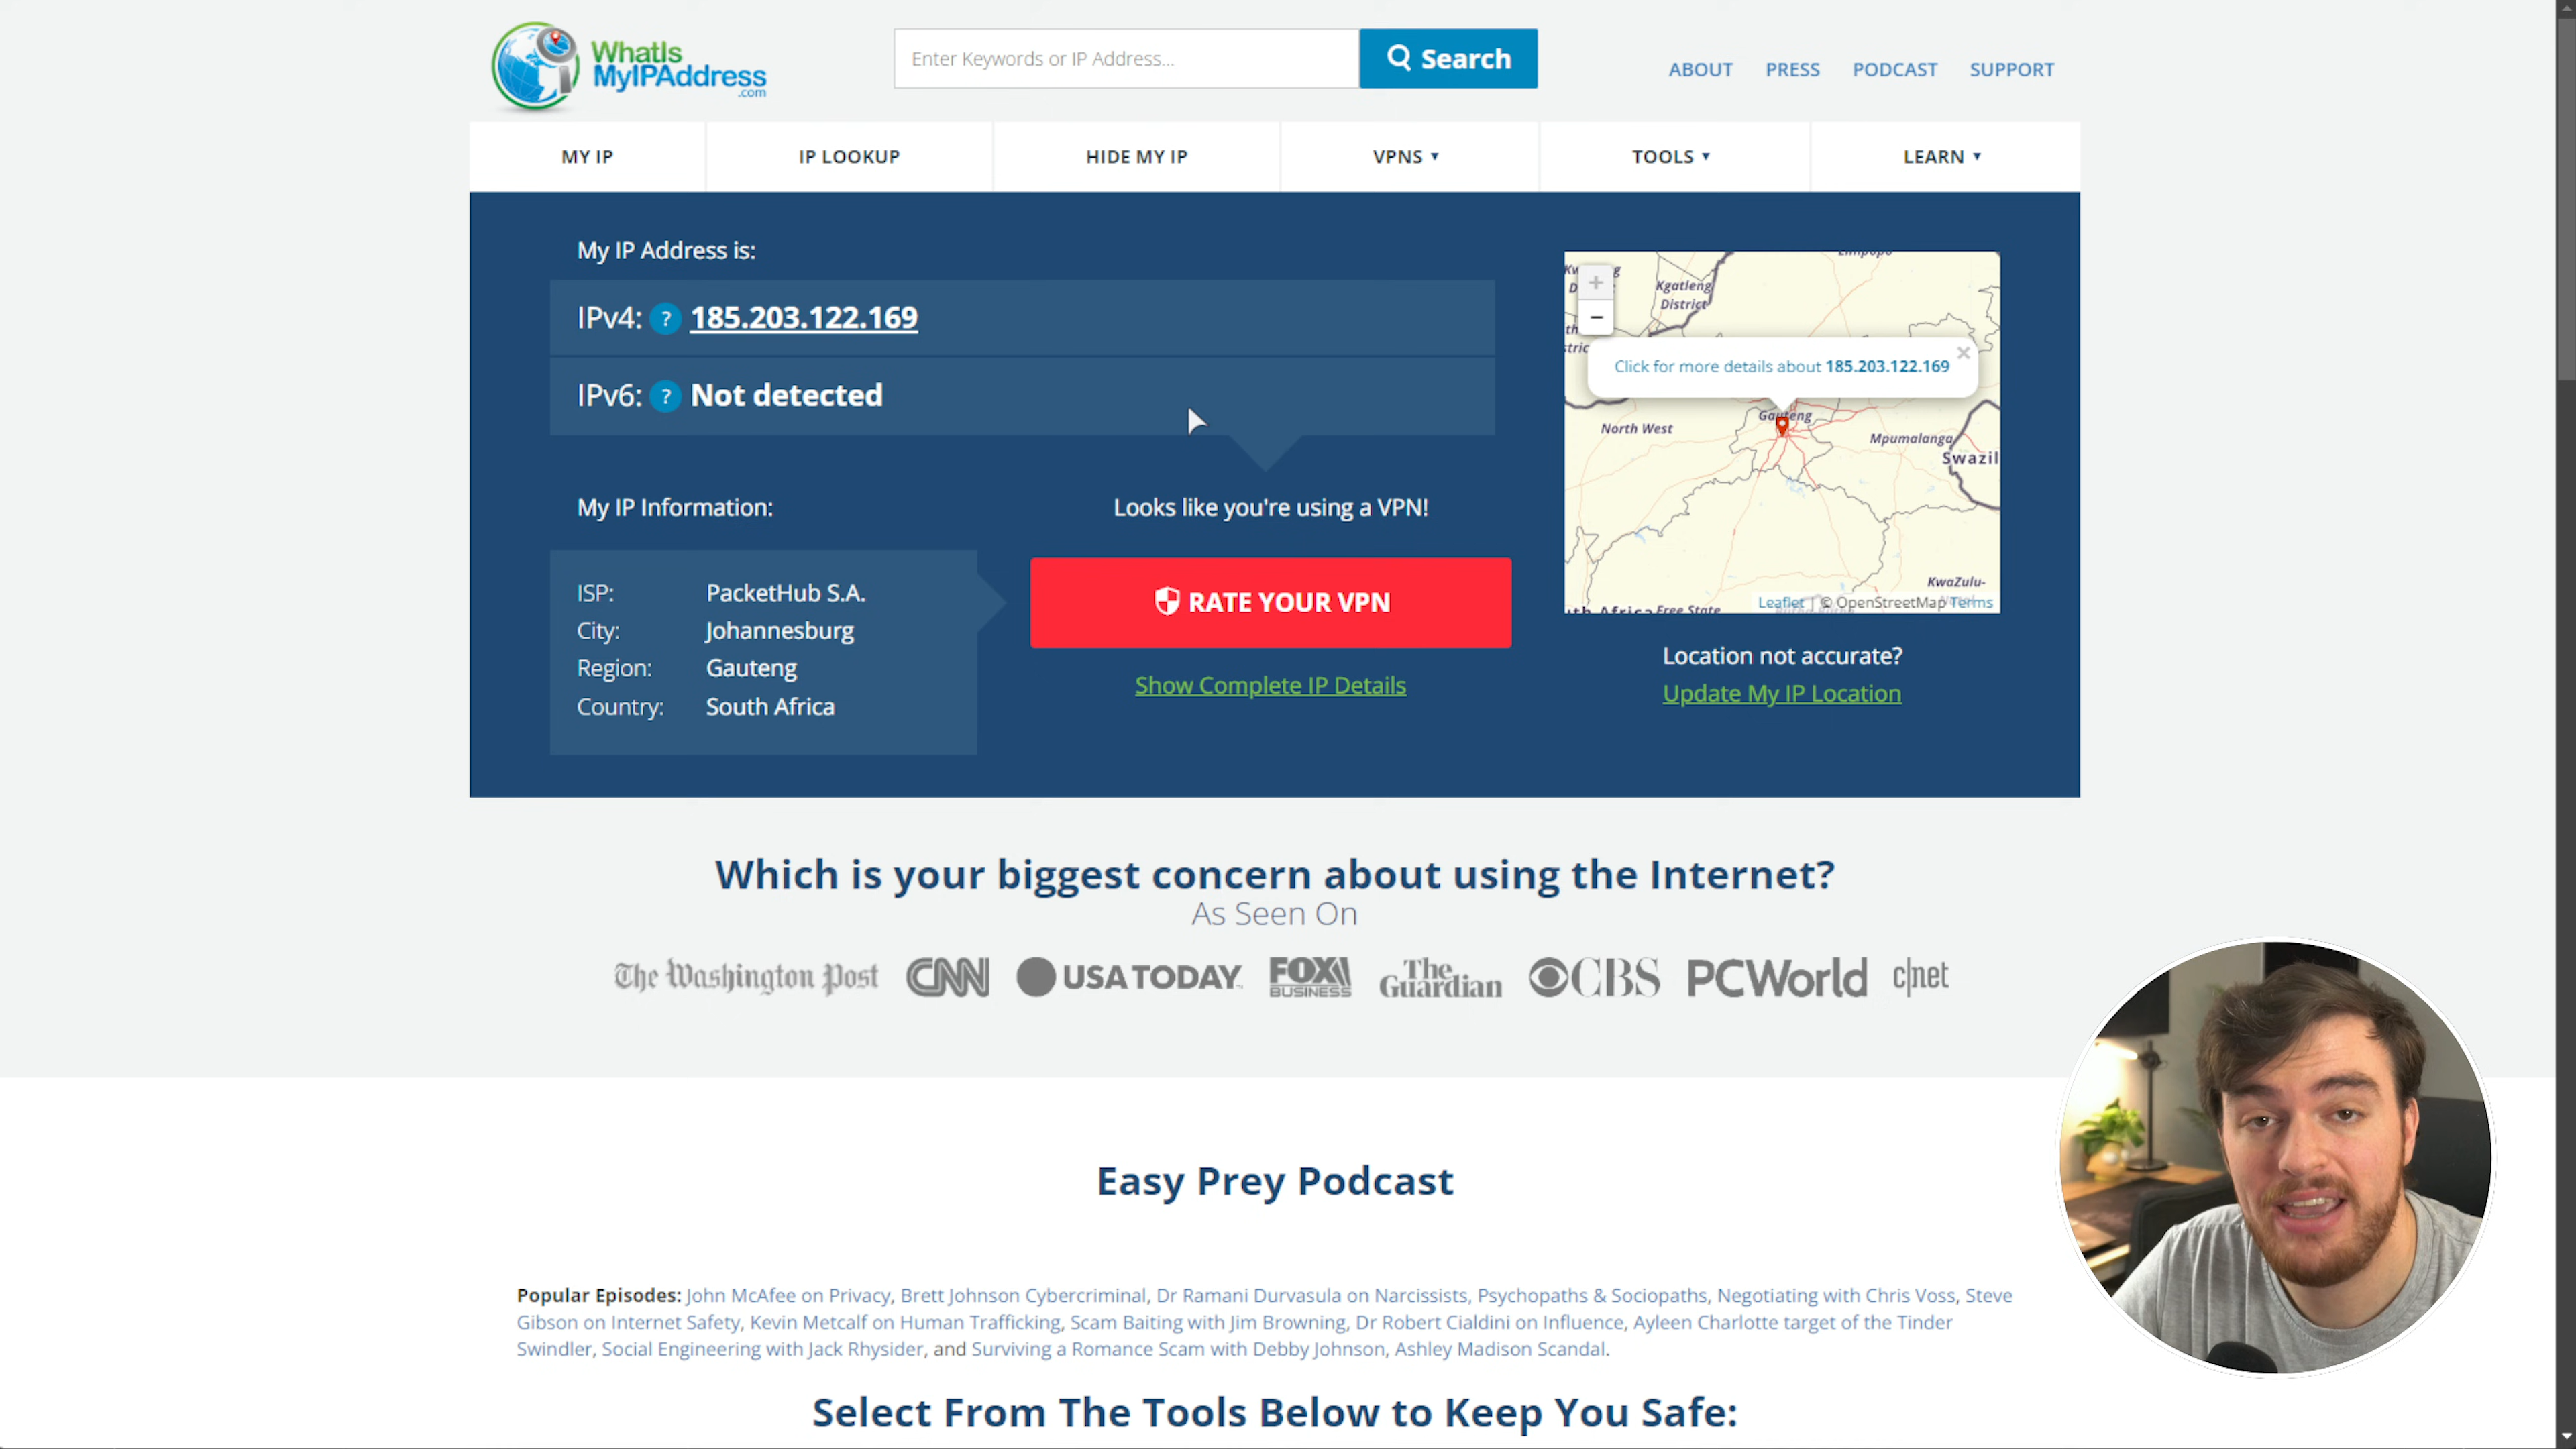 WhatIs
MyIPAddress
.com
Enter Keywords or IP Address...
Search
ABOUT PRESS PODCAST SUPPORT
MY IP IP LOOKUP HIDE MY IP VPNS TOOLS LEARN
My IP Address is:
IPv4: ? 185.203.122.169
IPv6: ? Not detected
My IP Information:
ISP: PacketHub S.A.
City: Johannesburg
Region: Gauteng
Country: South Africa
Looks like you're using a VPN!
RATE YOUR VPN
Show Complete IP Details
Limpopo
Kgatleng
District
+
−
Click for more details about 185.203.122.169
×
Gauteng
North West
Mpumalanga
Swazil
KwaZulu-
Free State
Leaflet | © OpenStreetMap Terms
Location not accurate?
Update My IP Location
Which is your biggest concern about using the Internet?
As Seen On
The Washington Post CNN USA TODAY FOX BUSINESS The Guardian CBS PCWorld c|net
Easy Prey Podcast
Popular Episodes: John McAfee on Privacy, Brett Johnson Cybercriminal, Dr Ramani Durvasula on Narcissists, Psychopaths & Sociopaths, Negotiating with Chris Voss, Steve
Gibson on Internet Safety, Kevin Metcalf on Human Trafficking, Scam Baiting with Jim Browning, Dr Robert Cialdini on Influence, Ayleen Charlotte target of the Tinder
Swindler, Social Engineering with Jack Rhysider, and Surviving a Romance Scam with Debby Johnson, Ashley Madison Scandal.
Select From The Tools Below to Keep You Safe: